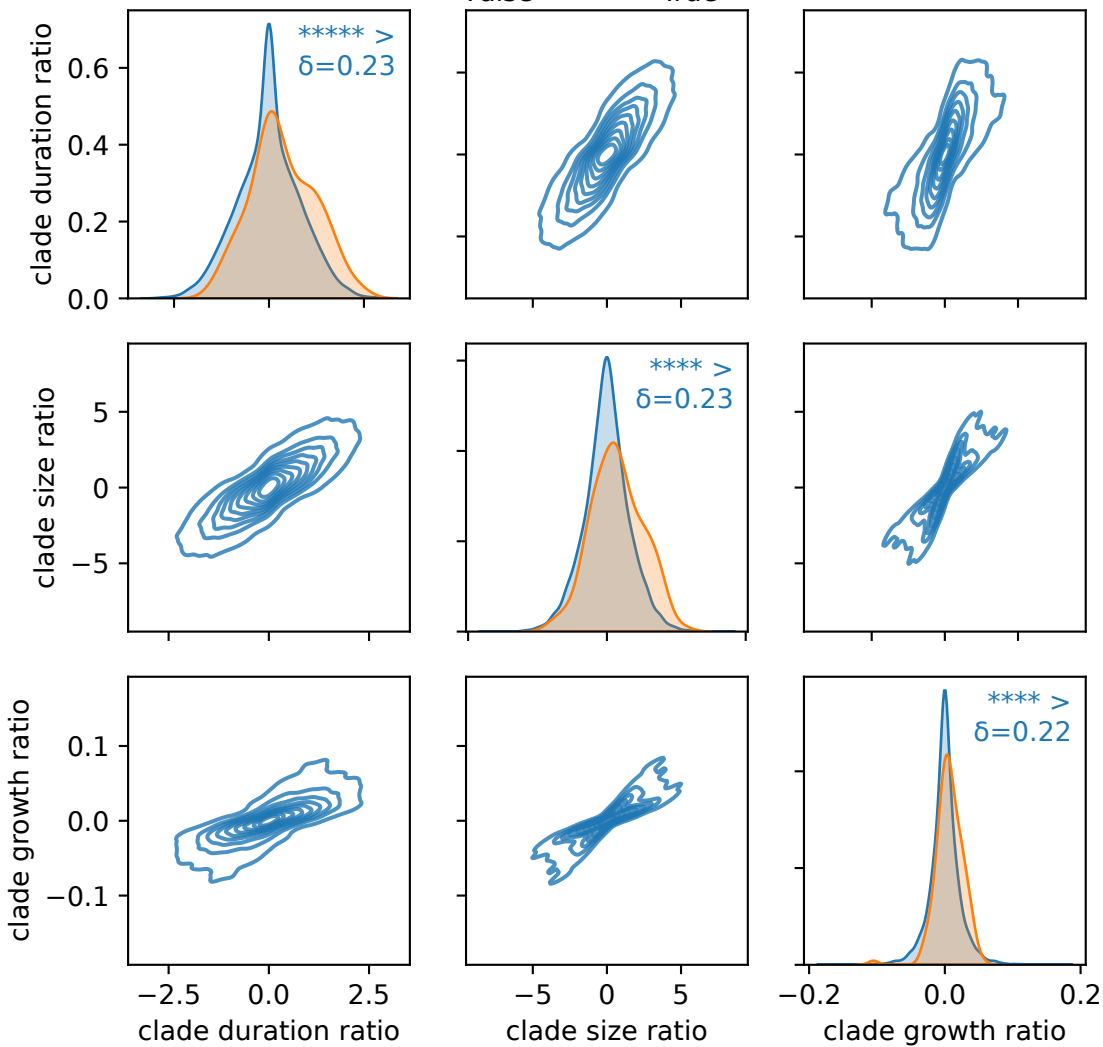 clade duration ratio
0.6
0.4
0.2
0.0
***** >
δ=0.23
clade size ratio
5
0
−5
**** >
δ=0.23
clade growth ratio
0.1
0.0
−0.1
**** >
δ=0.22
−2.5 0.0 2.5
−5 0 5
−0.2 0.0 0.2
clade duration ratio
clade size ratio
clade growth ratio